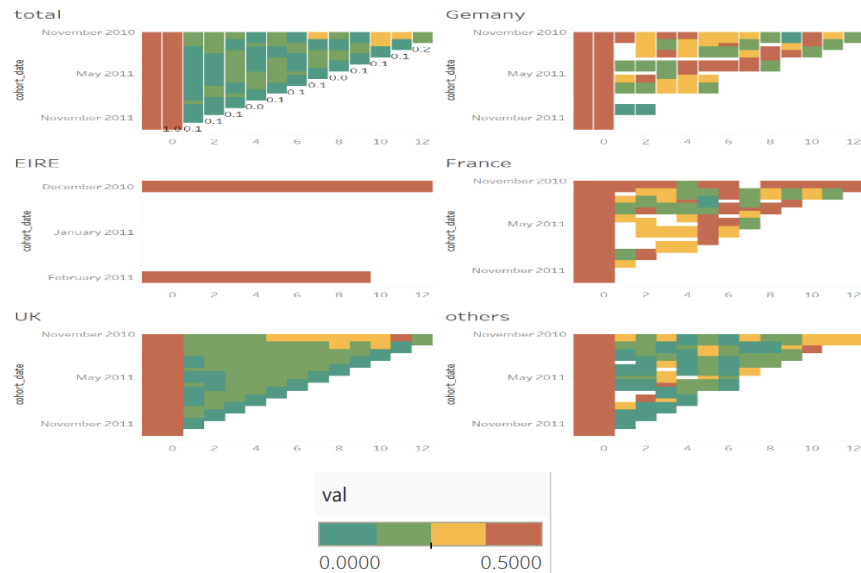 total
November 2010
May 2011
November 2011
cohort_date
1.0 0.1 0.1 0.1 0.0 0.1 0.1 0.1 0.0 0.1 0.1 0.1 0.2
0 2 4 6 8 10 12
Germany
November 2010
May 2011
November 2011
cohort_date
0 2 4 6 8 10 12
EIRE
December 2010
January 2011
February 2011
cohort_date
0 2 4 6 8 10 12
France
November 2010
May 2011
November 2011
cohort_date
0 2 4 6 8 10 12
UK
November 2010
May 2011
November 2011
cohort_date
0 2 4 6 8 10 12
others
November 2010
May 2011
November 2011
cohort_date
0 2 4 6 8 10 12
val
0.0000 0.5000